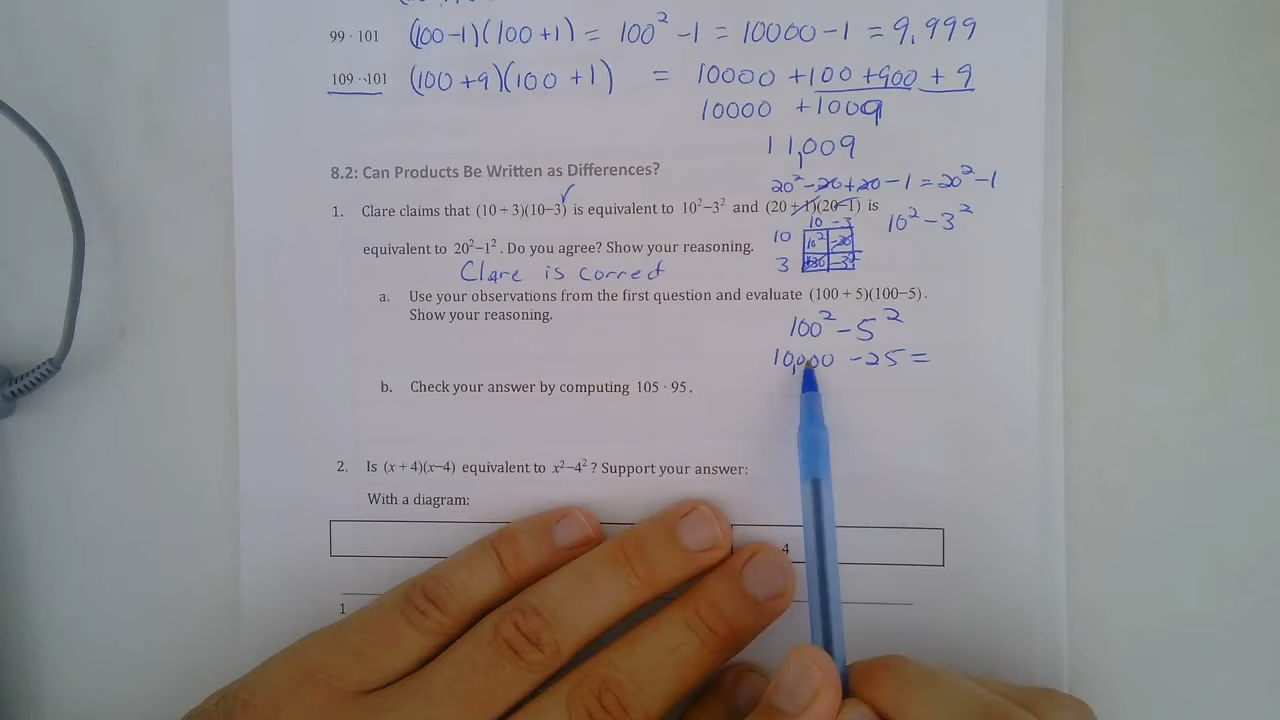 99 · 101 (100-1)(100+1) = 100² - 1 = 10000 - 1 = 9,999
109 · 101 (100+9)(100+1) = 10000 + 100 + 900 + 9
10000 + 1009
11,009
8.2: Can Products Be Written as Differences?
20² - 20 + 20 - 1 = 20² - 1
1. Clare claims that (10 + 3)(10−3) is equivalent to 10²−3² and (20 + 1)(20−1) is
10 -3
10² - 3²
10 10² -30
equivalent to 20²−1². Do you agree? Show your reasoning.
3 +30 -3²
Clare is correct
a. Use your observations from the first question and evaluate (100 + 5)(100−5).
Show your reasoning.
100² - 5²
10,000 - 25 =
b. Check your answer by computing 105 · 95.
2. Is (x + 4)(x−4) equivalent to x²−4²? Support your answer:
With a diagram:
4
1